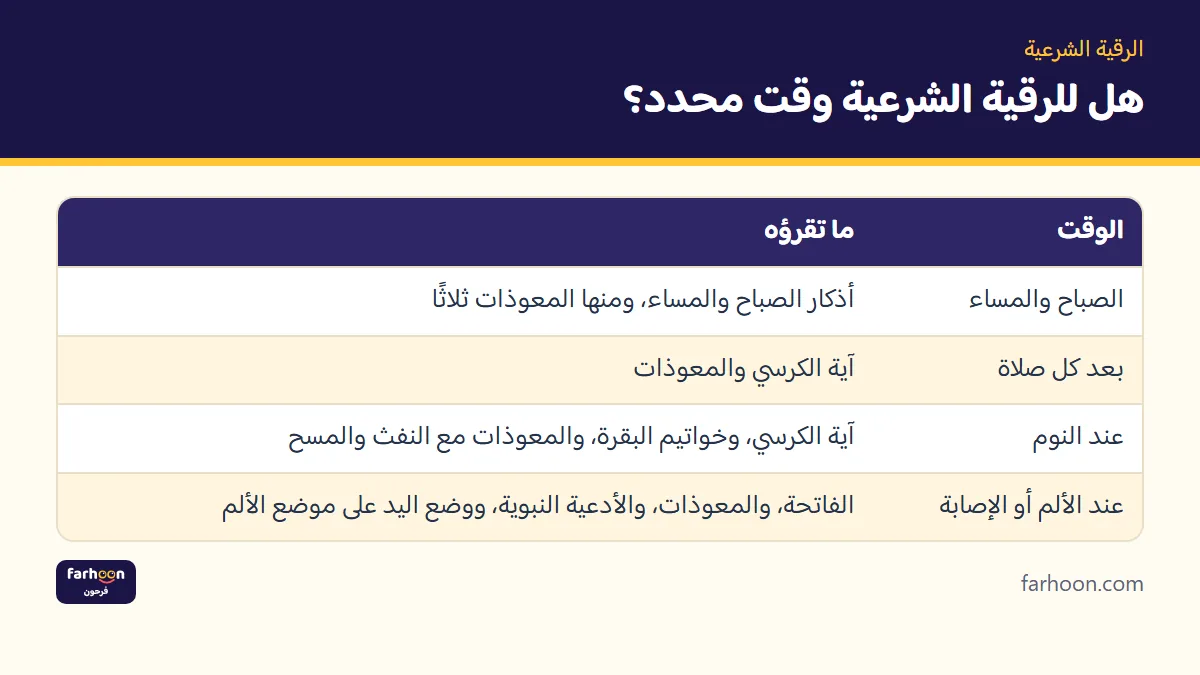 الرقية الشرعية
هل للرقية الشرعية وقت محدد؟
الوقت ما تقرؤه
الصباح والمساء أذكار الصباح والمساء، ومنها المعوذات ثلاثًا
بعد كل صلاة آية الكرسي والمعوذات
عند النوم آية الكرسي، وخواتيم البقرة، والمعوذات مع النفث والمسح
عند الألم أو الإصابة الفاتحة، والمعوذات، والأدعية النبوية، ووضع اليد على موضع الألم
farhoon.com
farhoon
فرحون